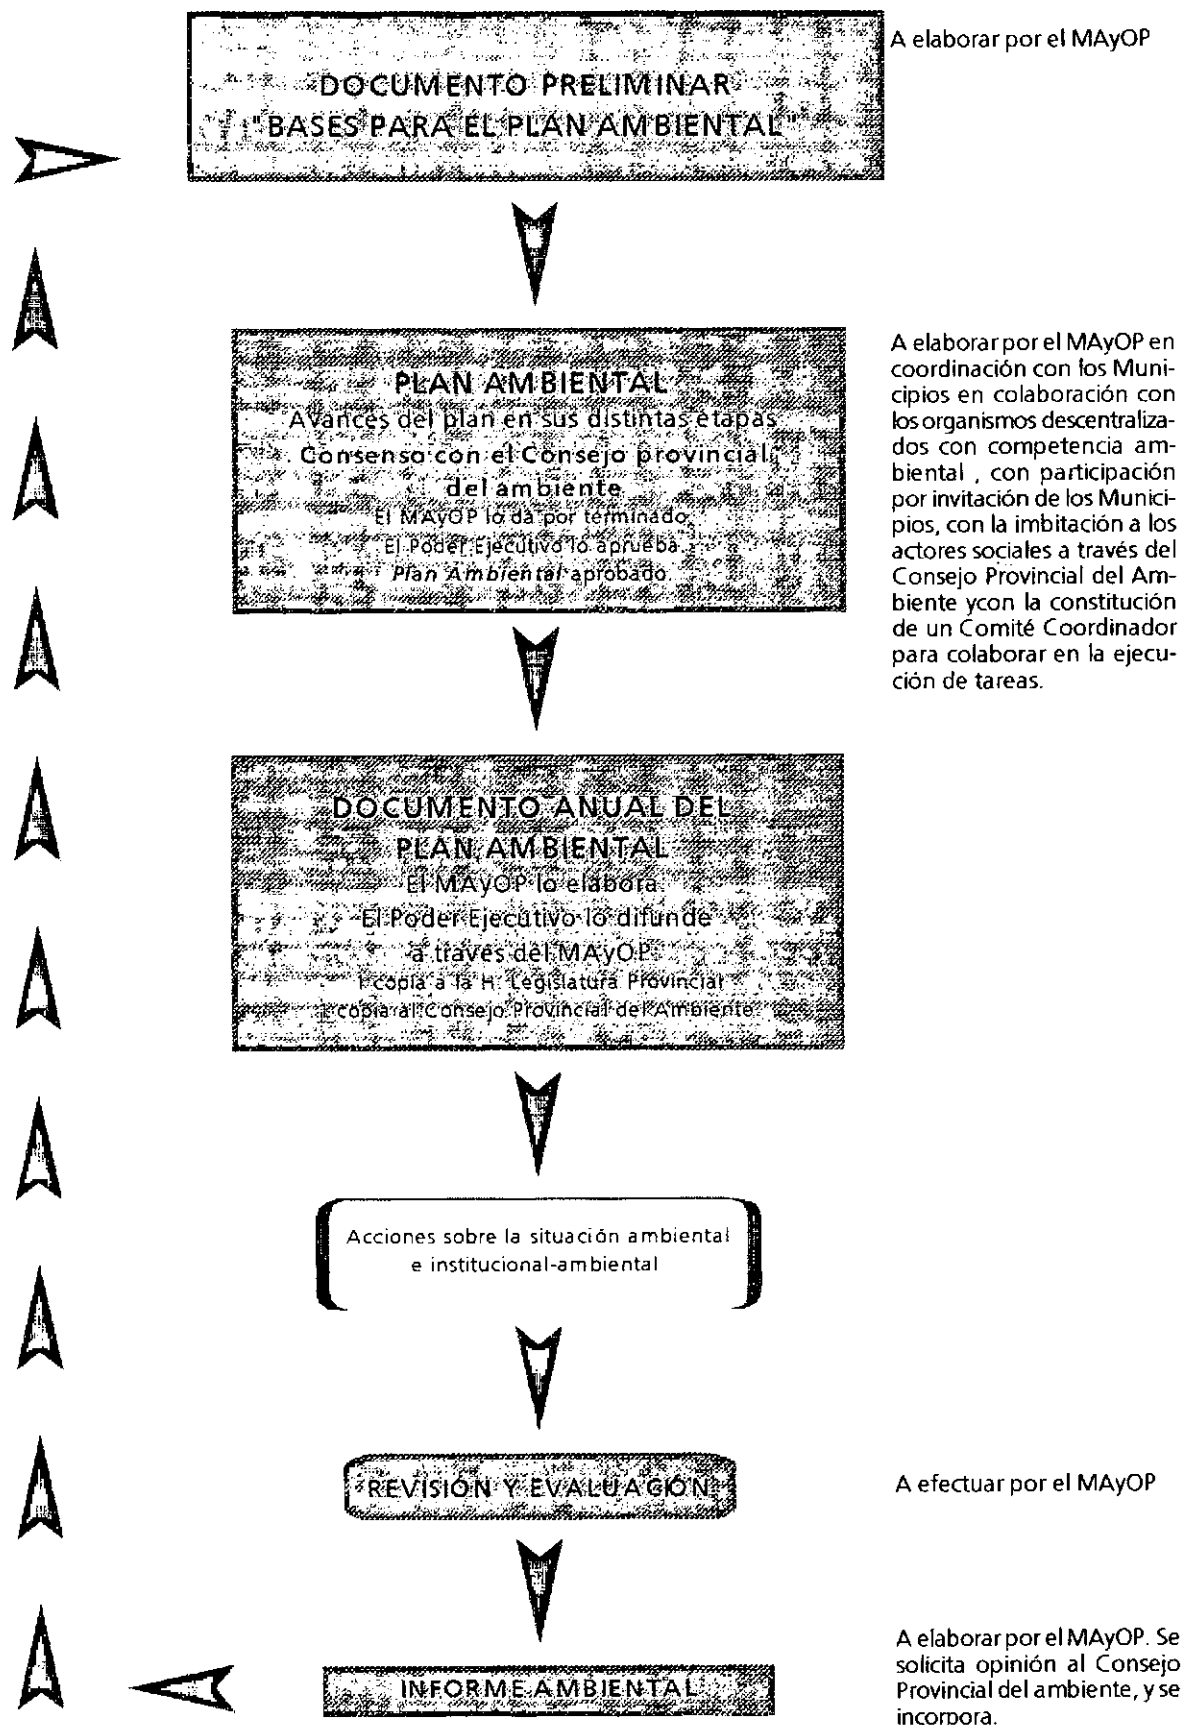 A elaborar por el MAyOP
DOCUMENTO PRELIMINAR
"BASES PARA EL PLAN AMBIENTAL"
PLAN AMBIENTAL
Avances del plan en sus distintas etapas
. Consenso con el Consejo provincial
del ambiente
El MAyOP lo da por terminado.
El Poder Ejecutivo lo aprueba.
Plan Ambiental aprobado.
A elaborar por el MAyOP en
coordinación con los Muni-
cipios en colaboración con
los organismos descentraliza-
dos con competencia am-
biental , con participación
por invitación de los Munici-
pios, con la imbitación a los
actores sociales a través del
Consejo Provincial del Am-
biente ycon la constitución
de un Comité Coordinador
para colaborar en la ejecu-
ción de tareas.
DOCUMENTO ANUAL DEL
PLAN AMBIENTAL
El MAyOP lo elabora.
El Poder Ejecutivo lo difunde
a través del MAyOP.
1 copia a la H. Legislatura Provincial
1 copia al Consejo Provincial del Ambiente.
Acciones sobre la situación ambiental
e institucional-ambiental
REVISIÓN Y EVALUACIÓN
A efectuar por el MAyOP
INFORME AMBIENTAL
A elaborar por el MAyOP. Se
solicita opinión al Consejo
Provincial del ambiente, y se
incorpora.